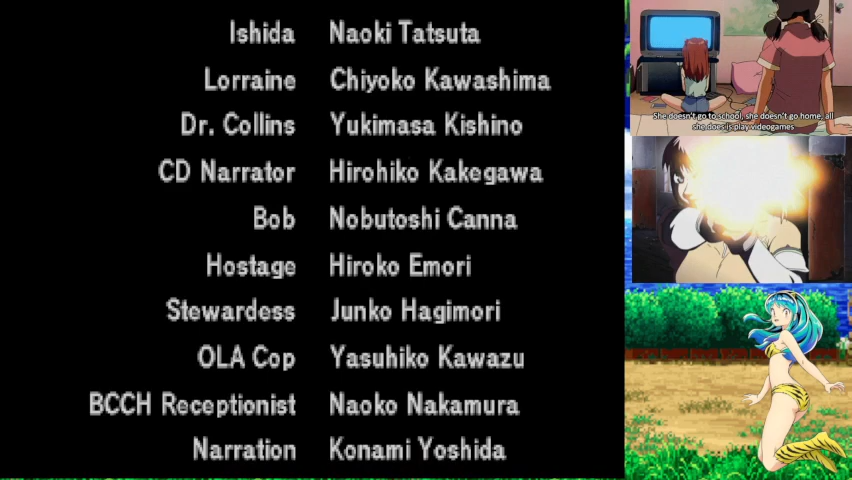 Ishida Naoki Tatsuta
Lorraine Chiyoko Kawashima
Dr. Collins Yukimasa Kishino
CD Narrator Hirohiko Kakegawa
Bob Nobutoshi Canna
Hostage Hiroko Emori
Stewardess Junko Hagimori
OLA Cop Yasuhiko Kawazu
BCCH Receptionist Naoko Nakamura
Narration Konami Yoshida
She doesn't go to school, she doesn't go home, all
she does is play videogames